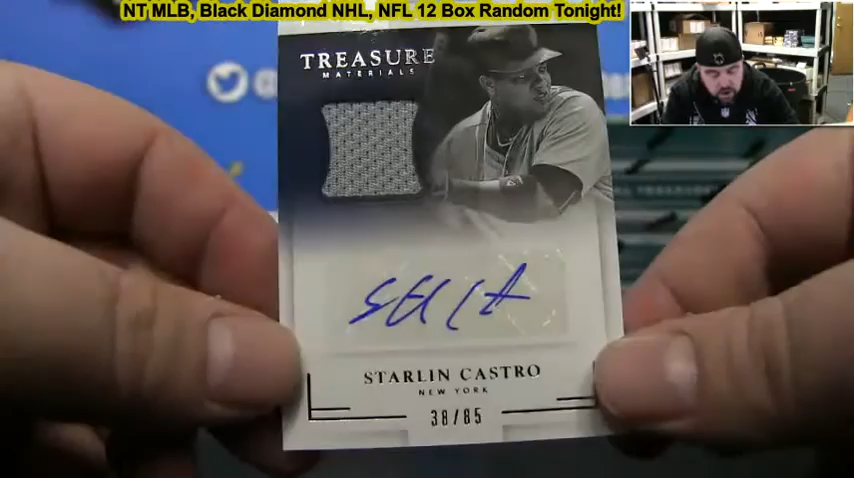 NT MLB, Black Diamond NHL, NFL 12 Box Random Tonight!
TREASURE
MATERIALS
STARLIN CASTRO
NEW YORK
38/85